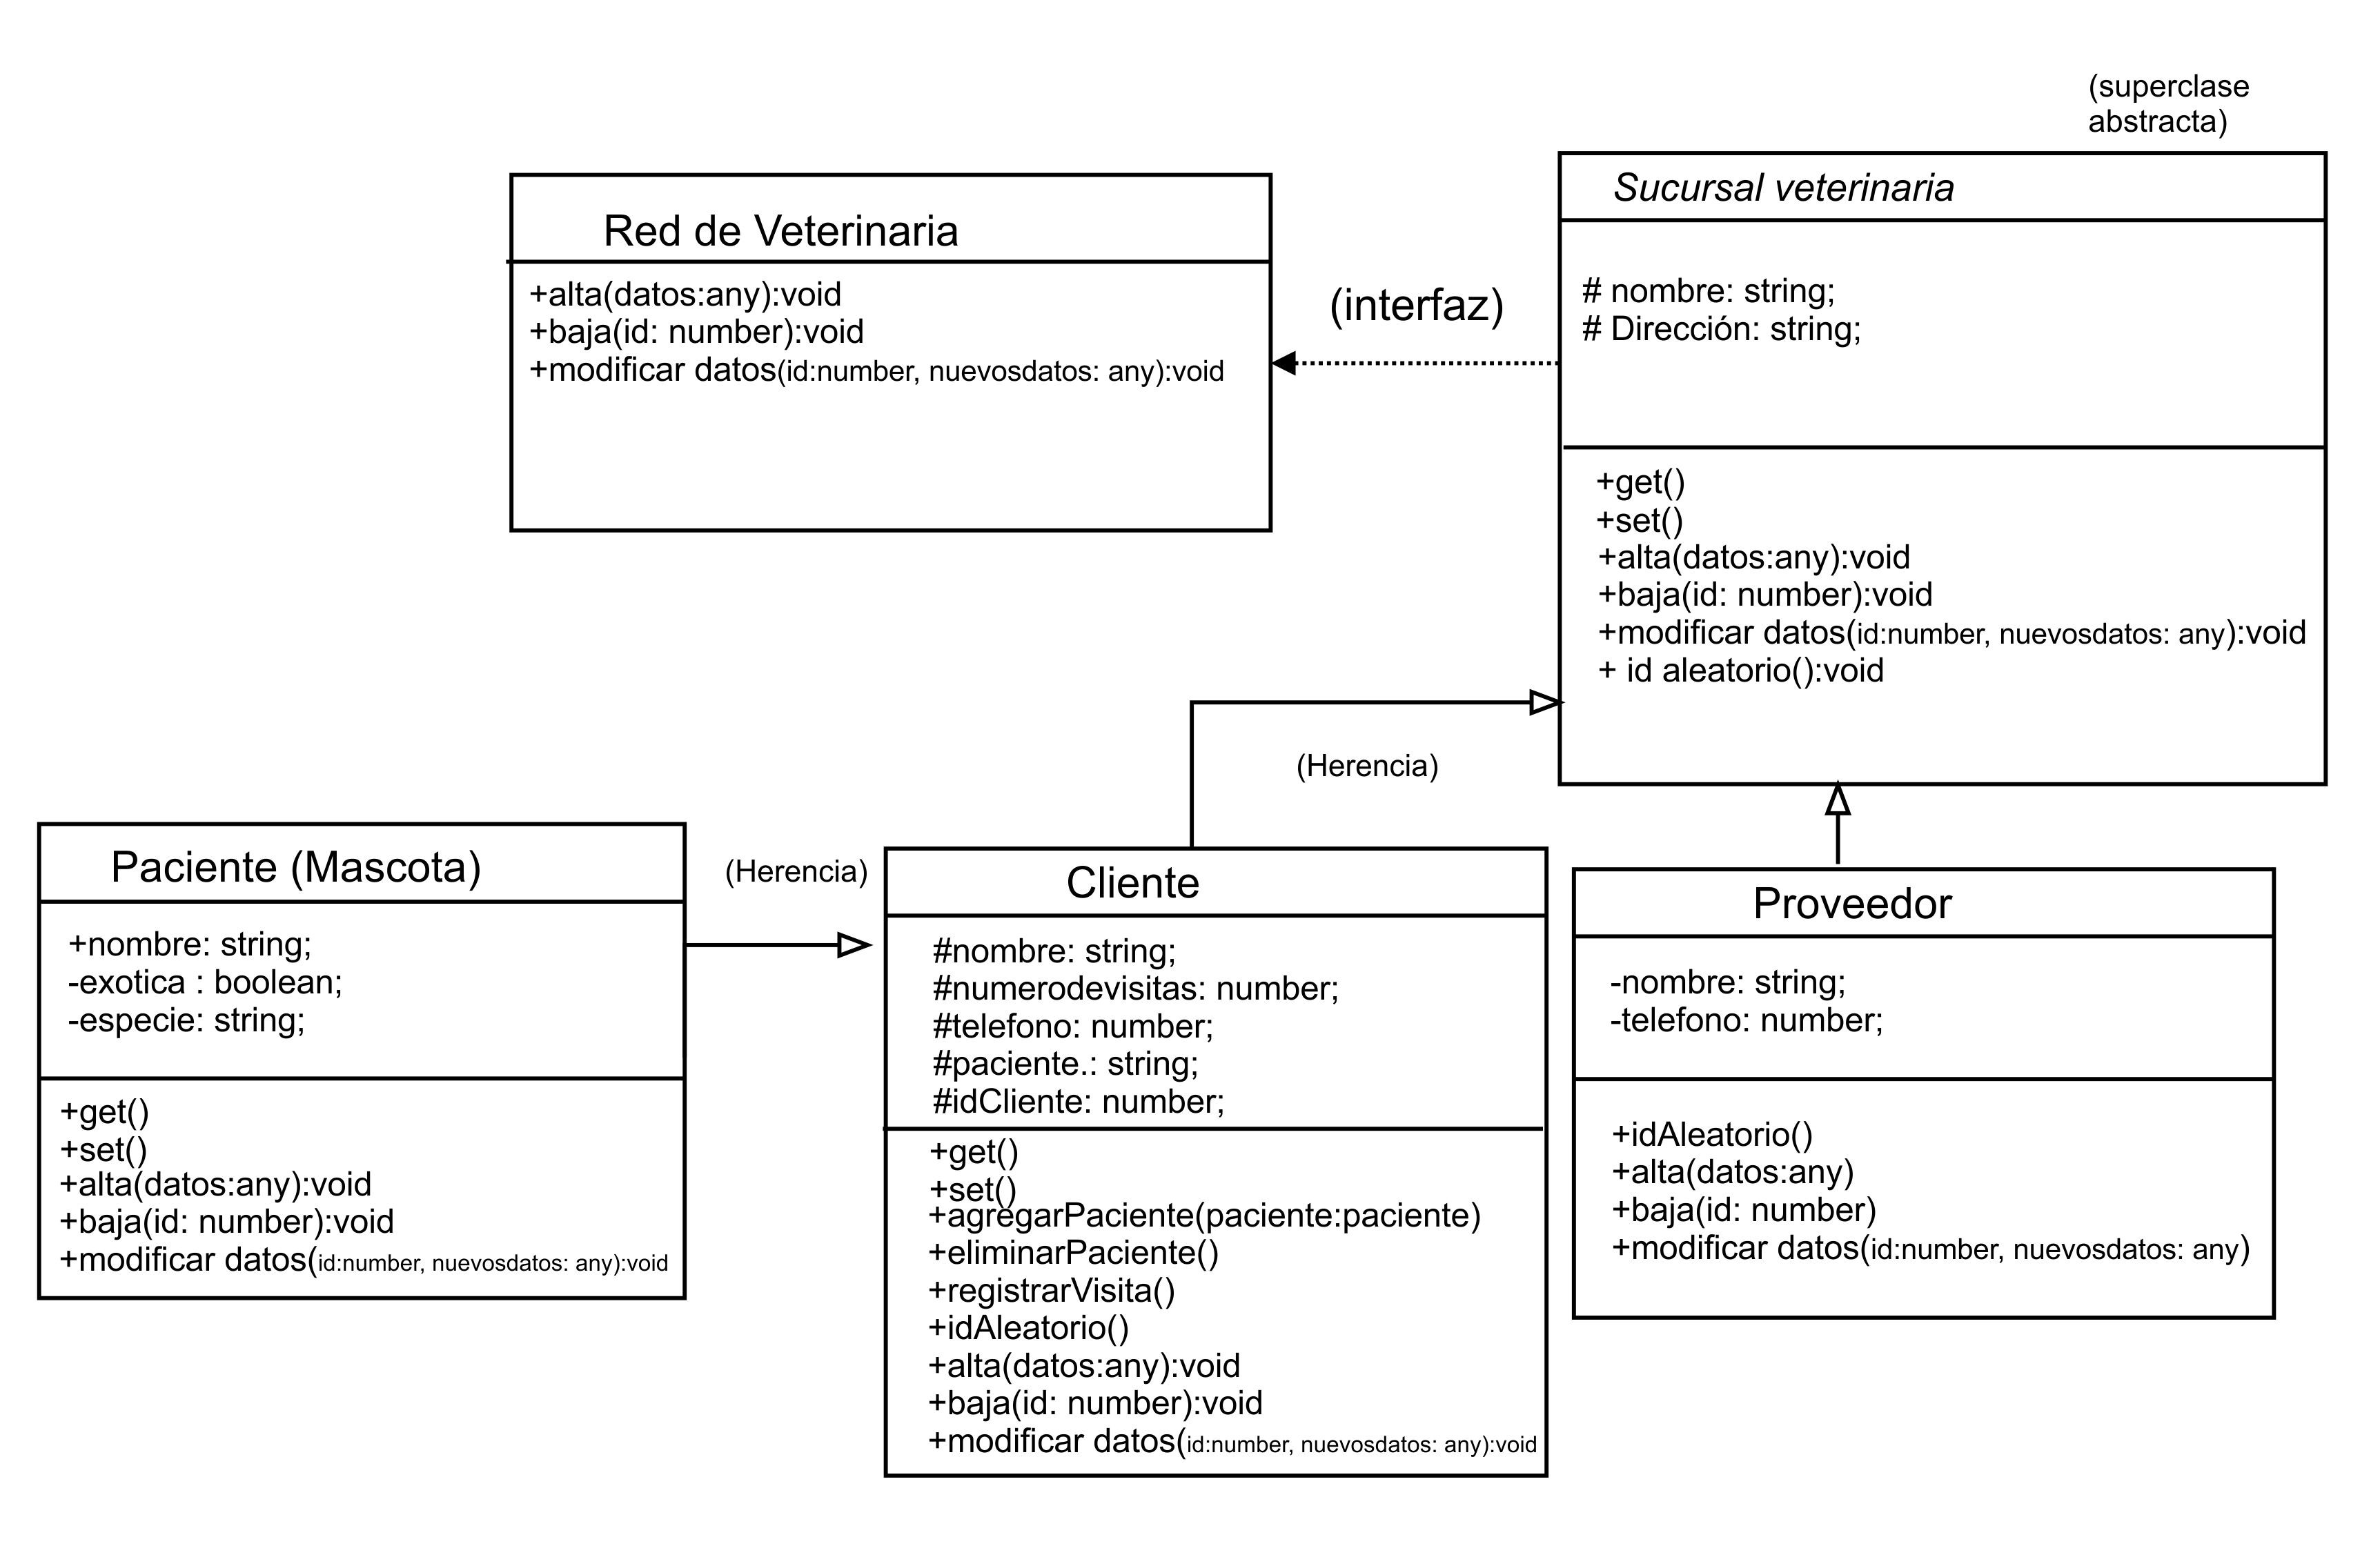 (superclase
abstracta)
Red de Veterinaria
+alta(datos:any):void
+baja(id: number):void
+modificar datos(id:number, nuevosdatos: any):void
(interfaz)
Sucursal veterinaria
# nombre: string;
# Dirección: string;
+get()
+set()
+alta(datos:any):void
+baja(id: number):void
+modificar datos(id:number, nuevosdatos: any):void
+ id aleatorio():void
(Herencia)
Paciente (Mascota)
+nombre: string;
-exotica : boolean;
-especie: string;
+get()
+set()
+alta(datos:any):void
+baja(id: number):void
+modificar datos(id:number, nuevosdatos: any):void
(Herencia)
Cliente
#nombre: string;
#numerodevisitas: number;
#telefono: number;
#paciente.: string;
#idCliente: number;
+get()
+set()
+agregarPaciente(paciente:paciente)
+eliminarPaciente()
+registrarVisita()
+idAleatorio()
+alta(datos:any):void
+baja(id: number):void
+modificar datos(id:number, nuevosdatos: any):void
Proveedor
-nombre: string;
-telefono: number;
+idAleatorio()
+alta(datos:any)
+baja(id: number)
+modificar datos(id:number, nuevosdatos: any)